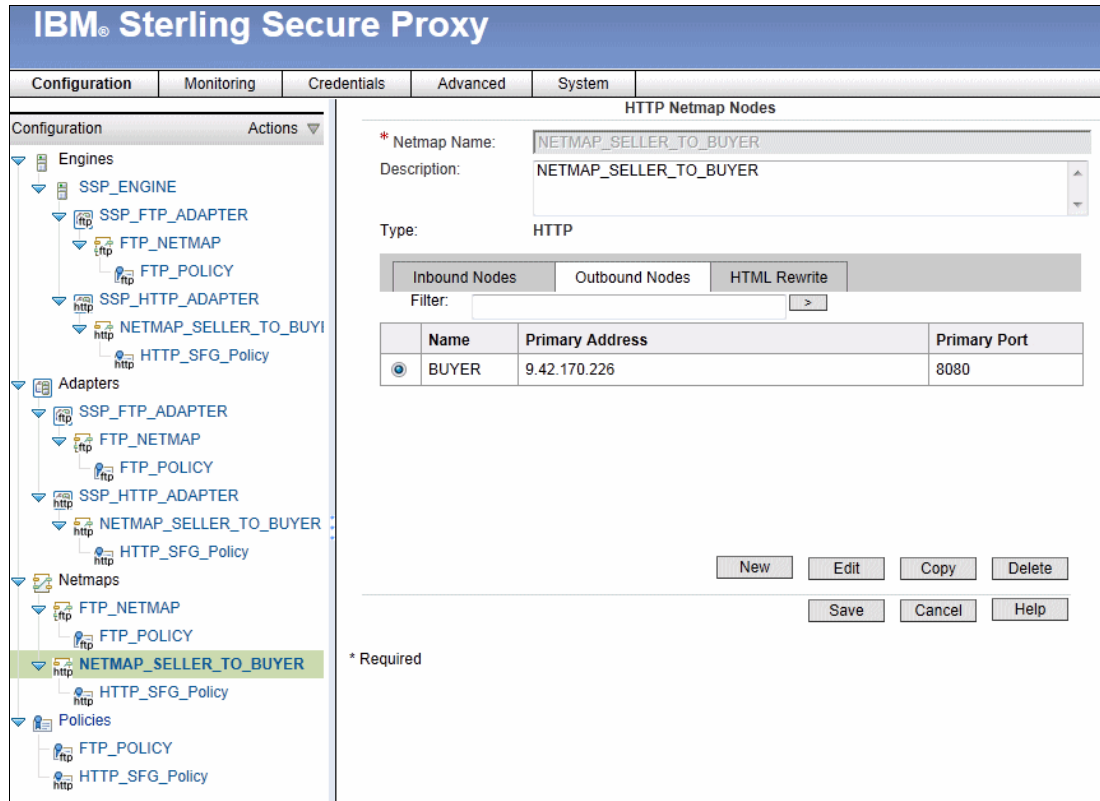 IBM® Sterling Secure Proxy
Configuration Monitoring Credentials Advanced System
Configuration Actions
Engines
SSP_ENGINE
SSP_FTP_ADAPTER
FTP_NETMAP
FTP_POLICY
SSP_HTTP_ADAPTER
NETMAP_SELLER_TO_BUYE
HTTP_SFG_Policy
Adapters
SSP_FTP_ADAPTER
FTP_NETMAP
FTP_POLICY
SSP_HTTP_ADAPTER
NETMAP_SELLER_TO_BUYER
HTTP_SFG_Policy
Netmaps
FTP_NETMAP
FTP_POLICY
NETMAP_SELLER_TO_BUYER
HTTP_SFG_Policy
Policies
FTP_POLICY
HTTP_SFG_Policy
HTTP Netmap Nodes
* Netmap Name: NETMAP_SELLER_TO_BUYER
Description: NETMAP_SELLER_TO_BUYER
Type: HTTP
Inbound Nodes Outbound Nodes HTML Rewrite
Filter: >
Name Primary Address Primary Port
BUYER 9.42.170.226 8080
New Edit Copy Delete
Save Cancel Help
* Required